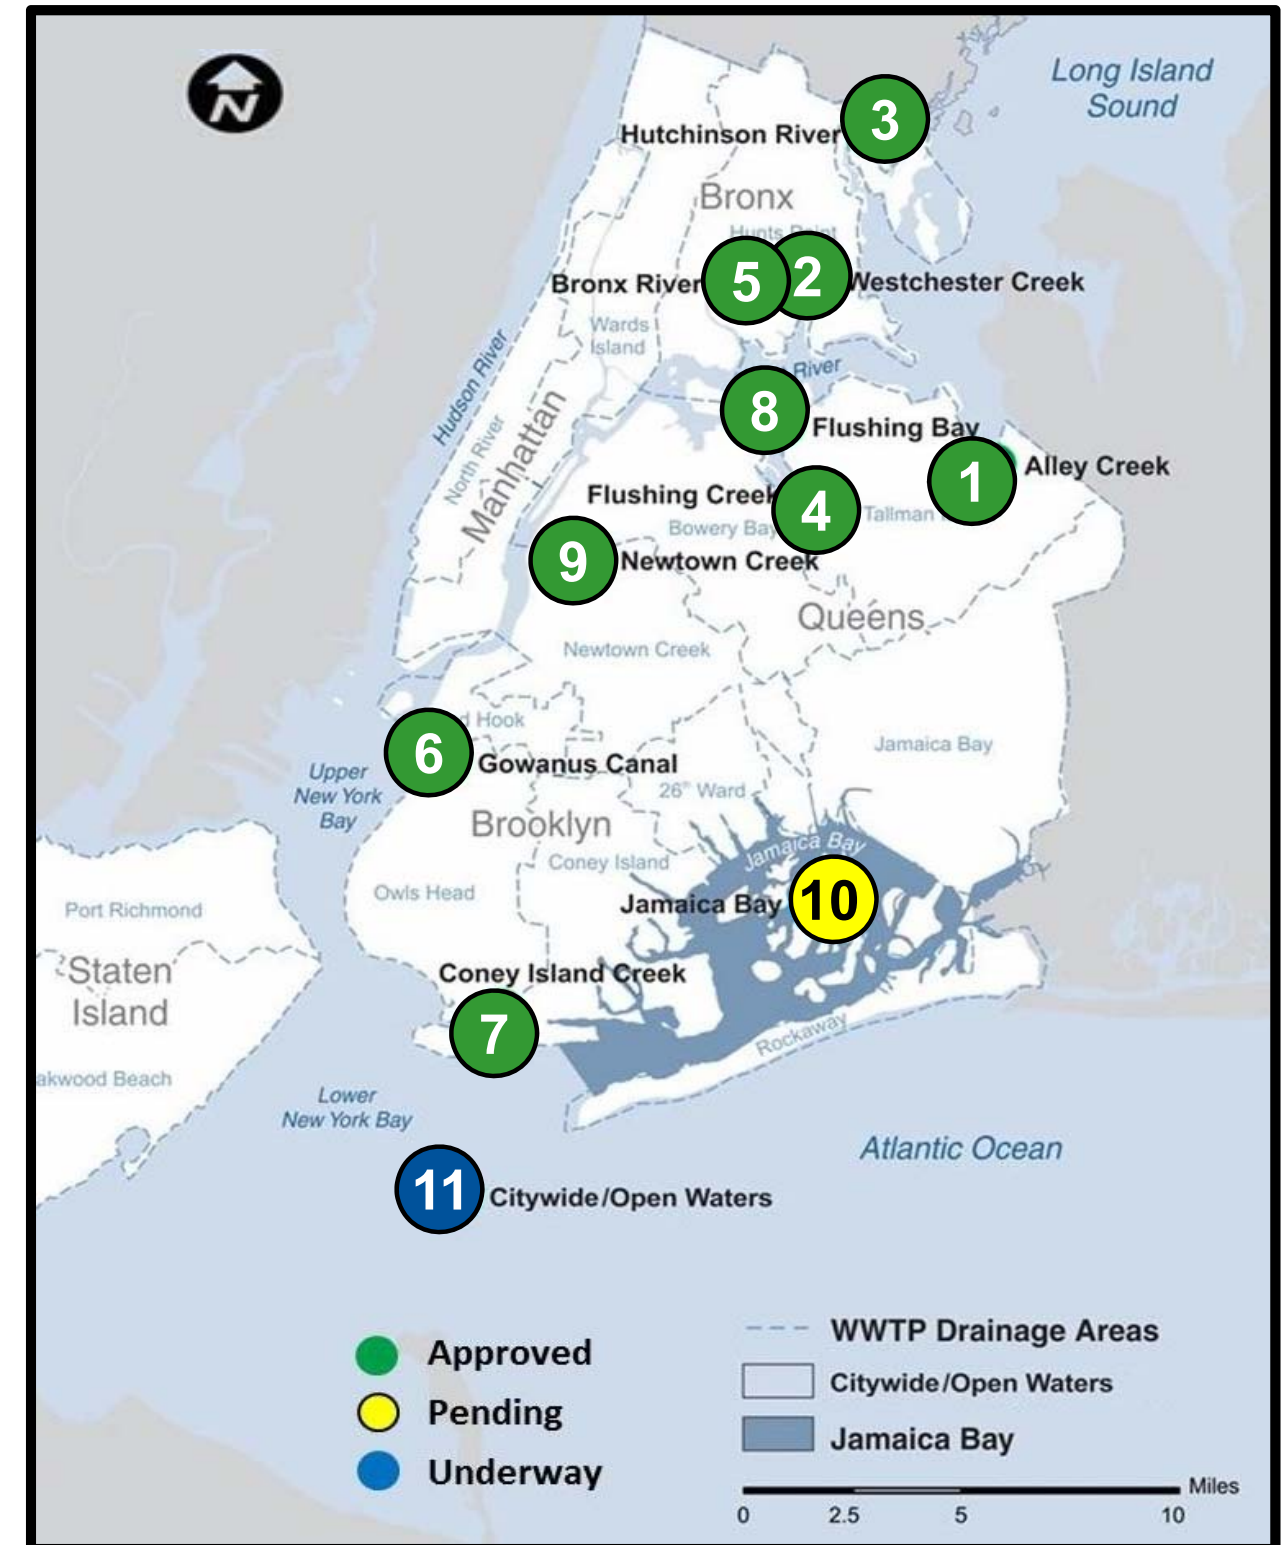 N
Long Island
Sound
3
Hutchinson River
Bronx
Hunts Point
5
2
Bronx River
Westchester Creek
Wards
Island
Hudson River
River
8
Flushing Bay
North River
Manhattan
1
Alley Creek
Flushing Creek
4
Tallman
Bowery Bay
9
Newtown Creek
Queens
Newtown Creek
Hook
6
Gowanus Canal
Jamaica Bay
Upper
New York
Bay
26th Ward
Brooklyn
Jamaica Bay
Coney Island
Owls Head
Jamaica Bay
10
Port Richmond
Staten
Island
Coney Island Creek
7
Rockaway
akwood Beach
Lower
New York Bay
Atlantic Ocean
11
Citywide/Open Waters
Approved
Pending
Underway
WWTP Drainage Areas
Citywide/Open Waters
Jamaica Bay
Miles
0 2.5 5 10